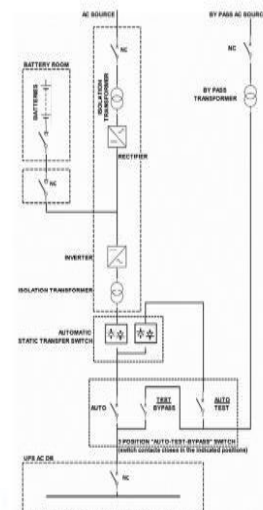 AC SOURCE
BY PASS AC SOURC
NC
NC
BATTERY ROOM
BATTERIES
ISOLATION
TRANSFORMER
BY PASS
TRANSFORMER
RECTIFIER
NC
INVERTER
ISOLATION TRANSFORMER
AUTOMATIC
STATIC TRANSFER SWITCH
AUTO
TEST
BYPASS
AUTO
TEST
3 POSITION "AUTO-TEST-BYPASS" SWITCH
(switch contacts closes in the indicated positions)
UPS AC DB
NC